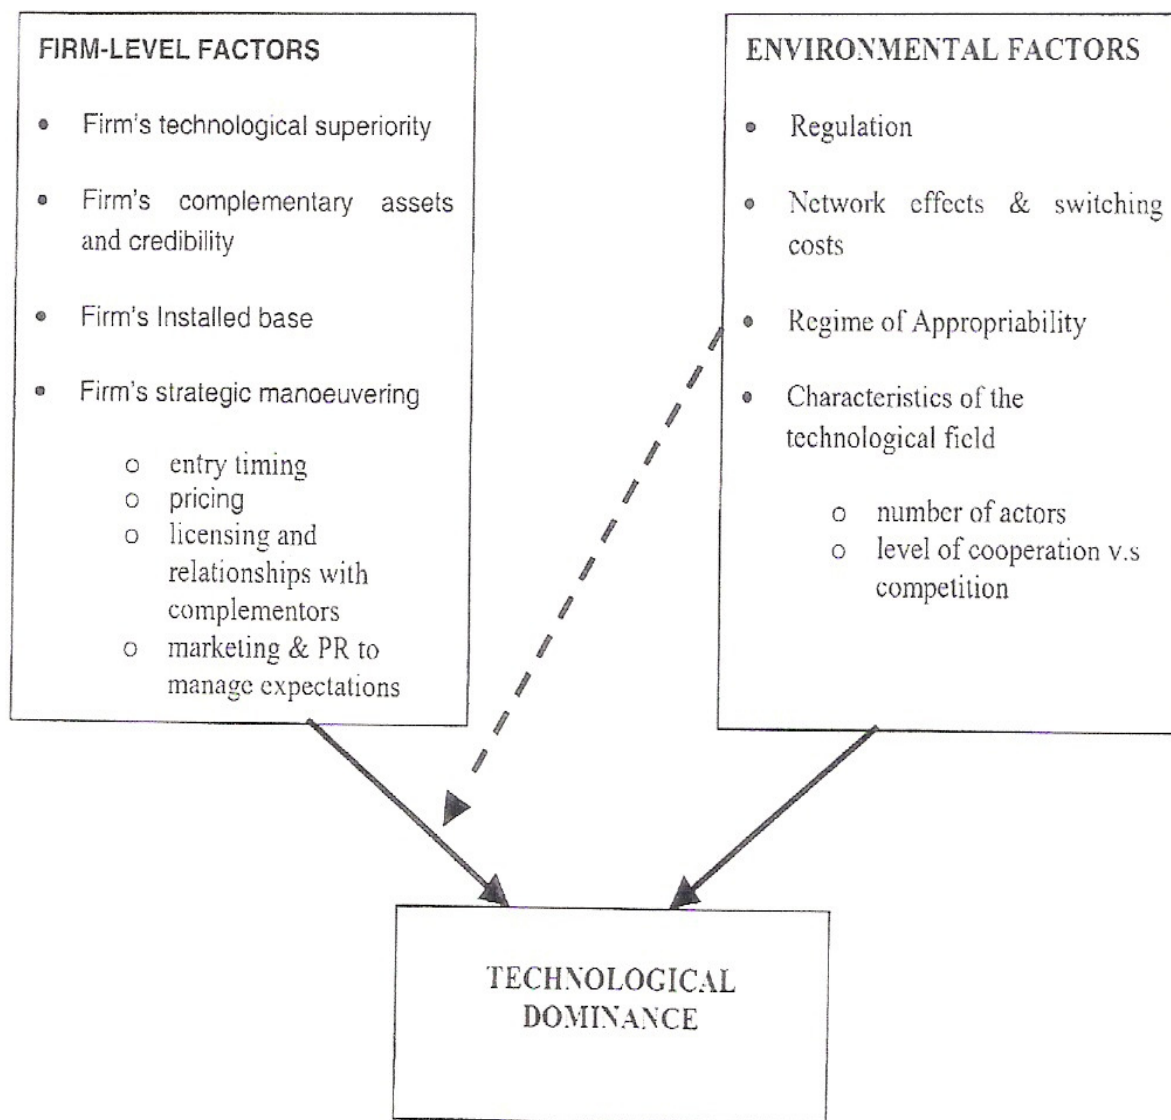 FIRM-LEVEL FACTORS
• Firm's technological superiority
• Firm's complementary assets
and credibility
• Firm's Installed base
• Firm's strategic manoeuvering
o entry timing
o pricing
o licensing and
relationships with
complementors
o marketing & PR to
manage expectations
ENVIRONMENTAL FACTORS
• Regulation
• Network effects & switching
costs
• Regime of Appropriability
• Characteristics of the
technological field
o number of actors
o level of cooperation v.s
competition
TECHNOLOGICAL
DOMINANCE